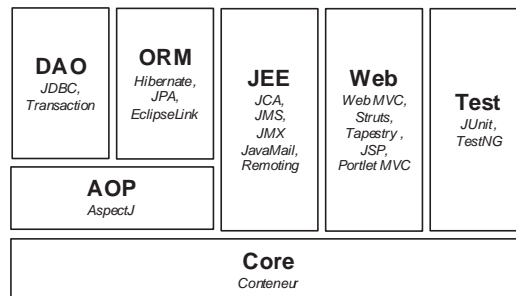 DAO
JDBC,
Transaction
ORM
Hibernate,
JPA,
EclipseLink
JEE
JCA,
JMS,
JMX
JavaMail,
Remoting
Web
Web MVC,
Struts,
Tapestry ,
JSP,
Portlet MVC
Test
JUnit,
TestNG
AOP
AspectJ
Core
Conteneur